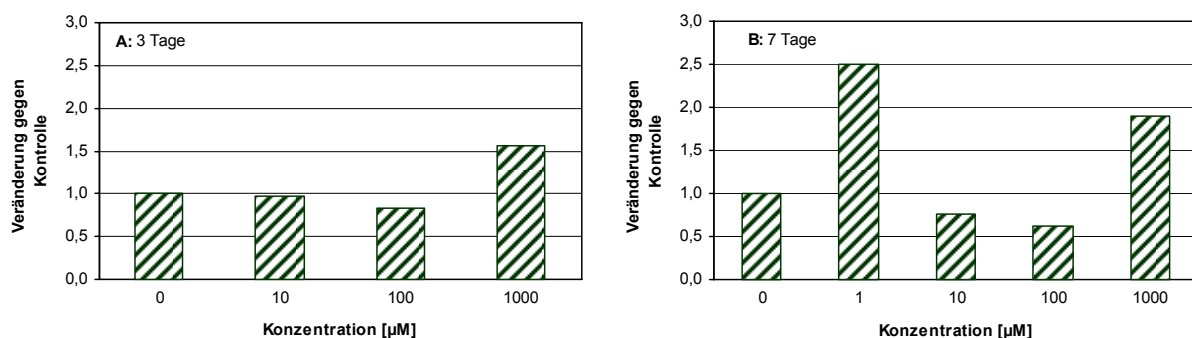 A: 3 Tage
Veränderung gegen
Kontrolle
3,0
2,5
2,0
1,5
1,0
0,5
0,0
0 10 100 1000
Konzentration [µM]
B: 7 Tage
Veränderung gegen
Kontrolle
3,0
2,5
2,0
1,5
1,0
0,5
0,0
0 1 10 100 1000
Konzentration [µM]